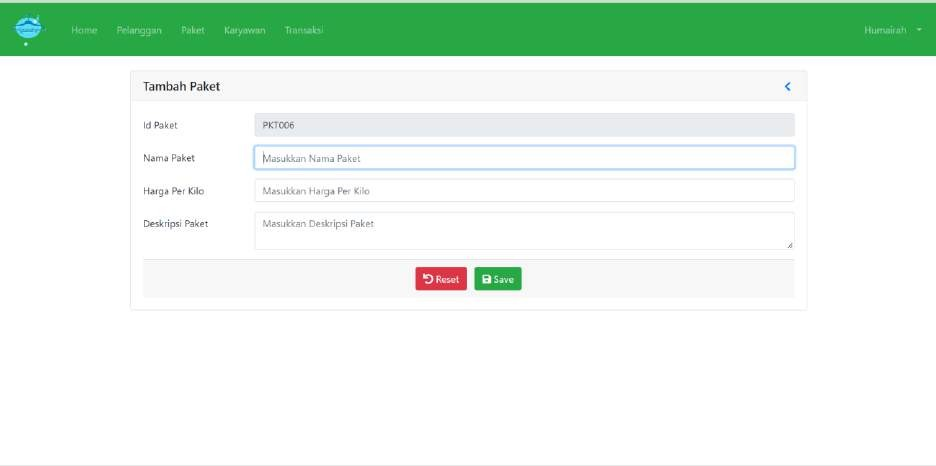 Home Pelanggan Paket Karyawan Transaksi Humairah
Tambah Paket
Id Paket PKT006
Nama Paket Masukkan Nama Paket
Harga Per Kilo Masukkan Harga Per Kilo
Deskripsi Paket Masukkan Deskripsi Paket
Reset Save